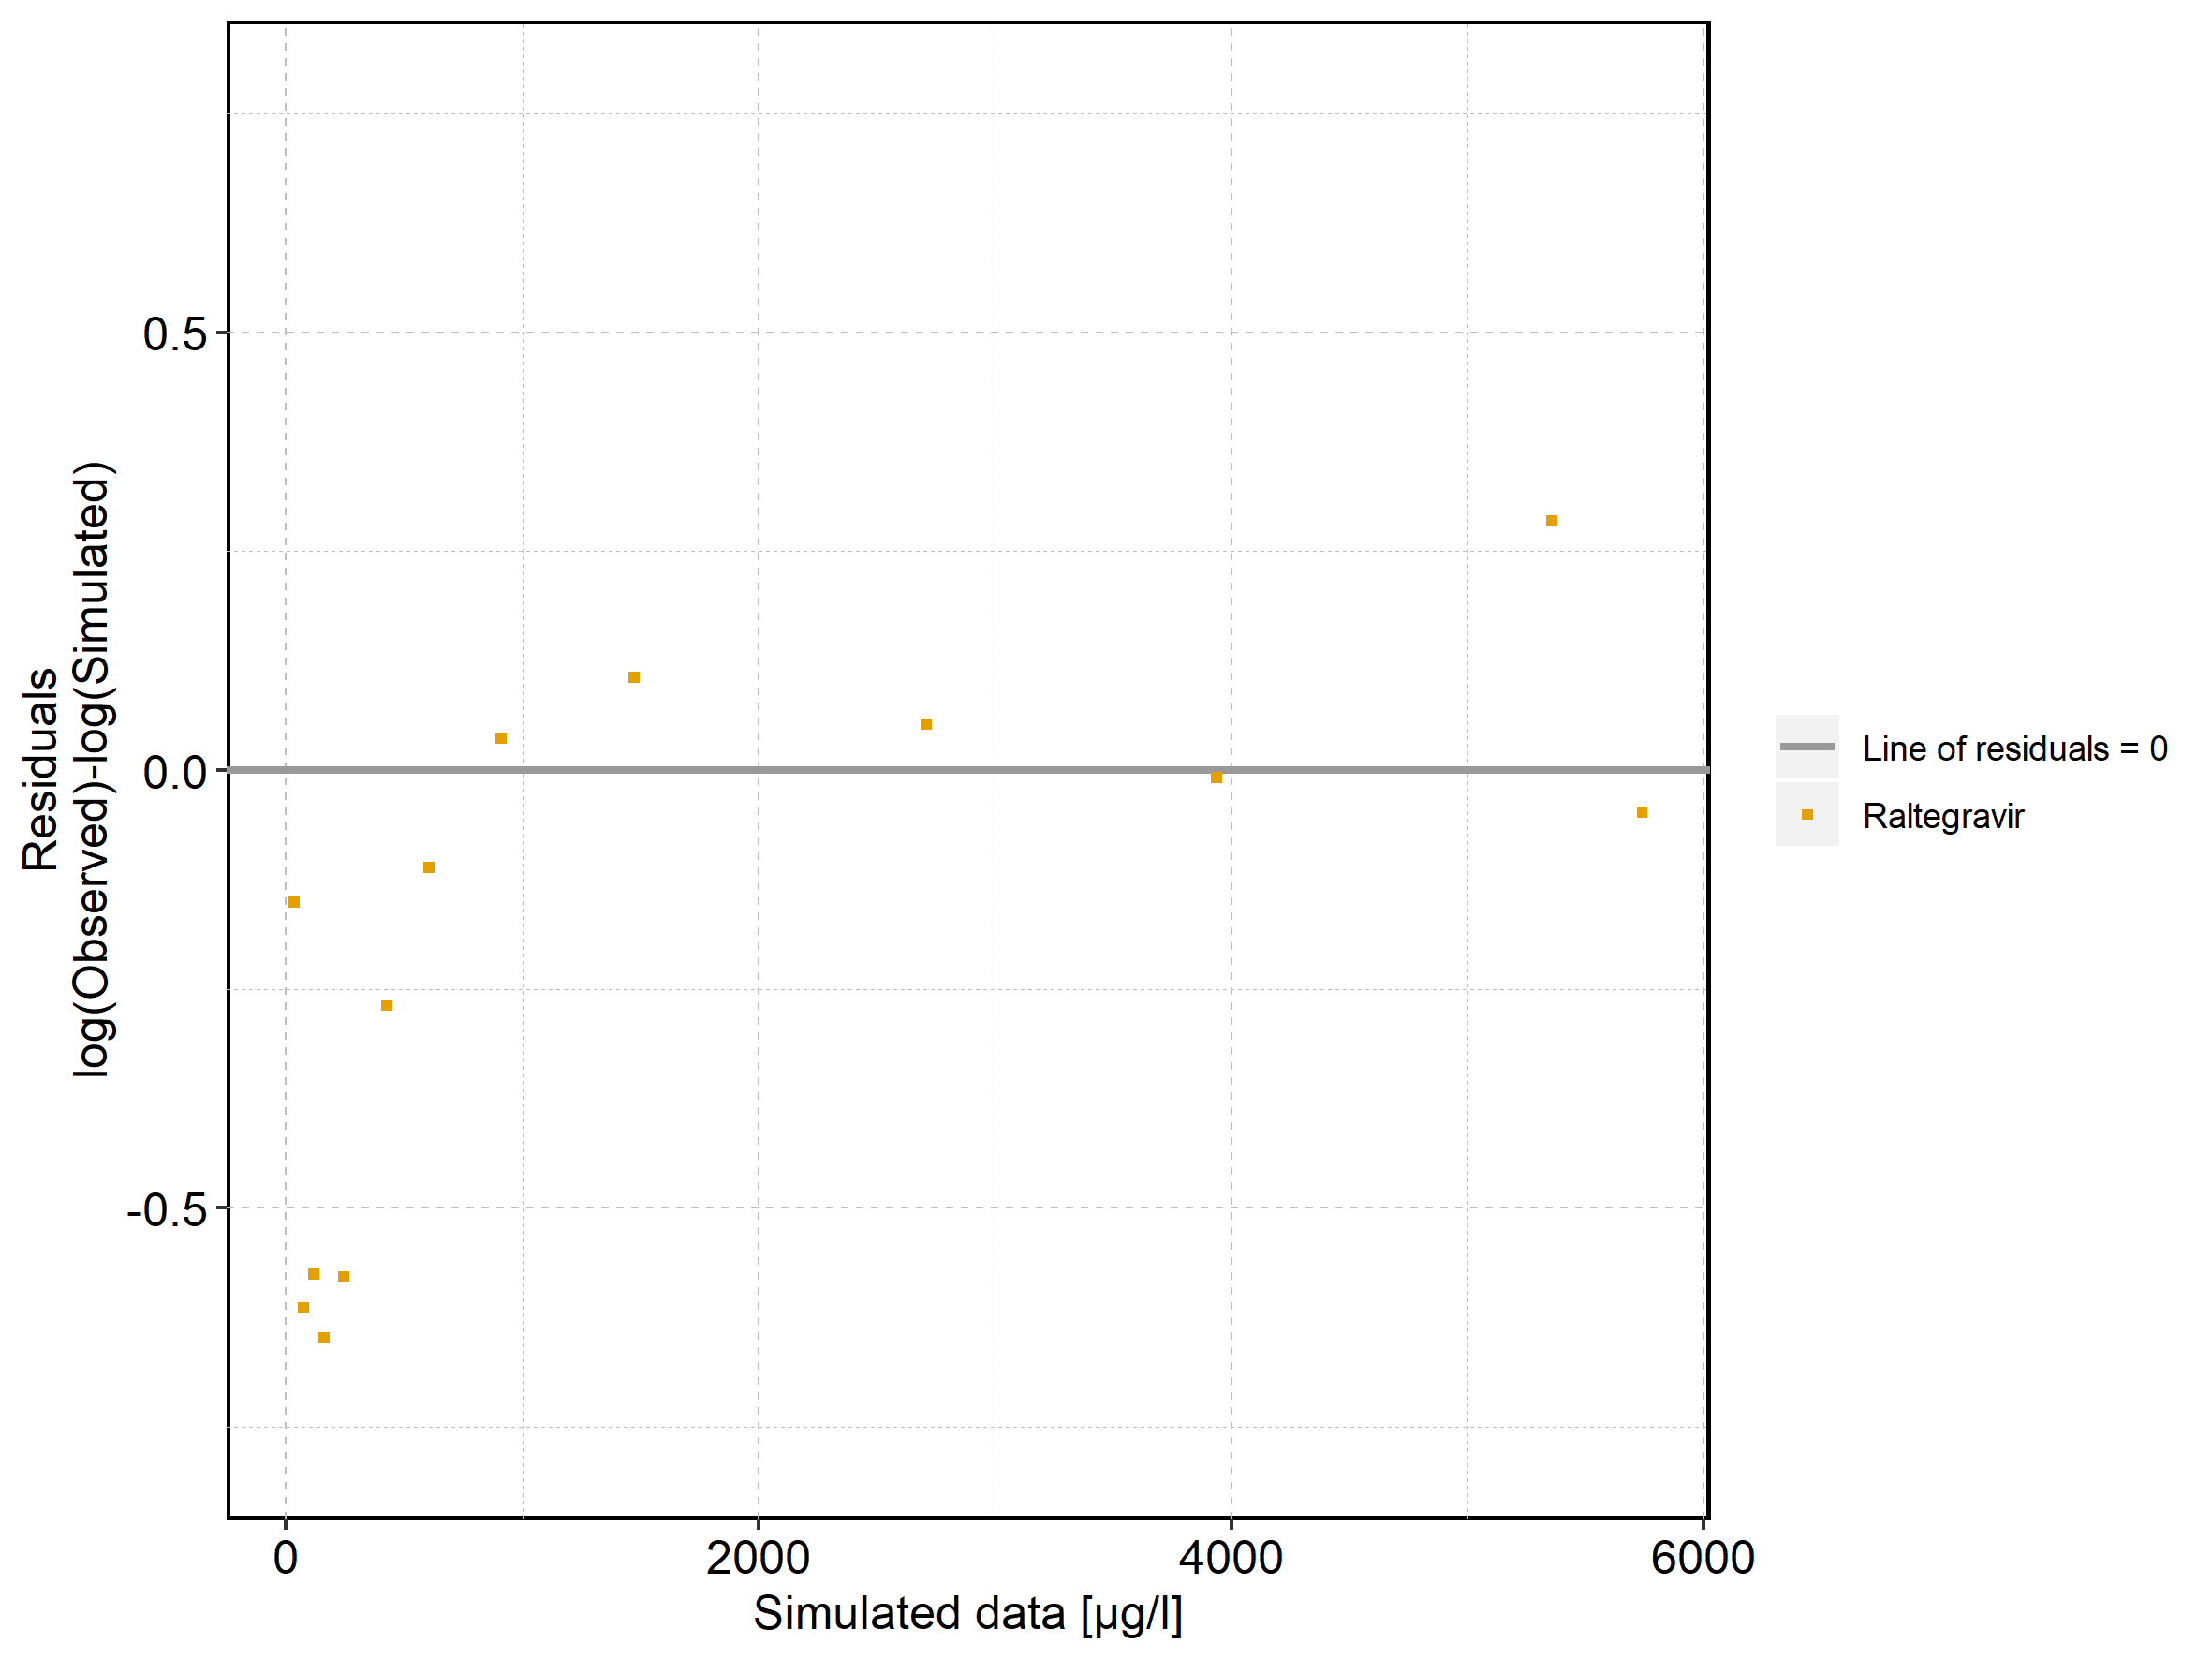 Residuals
log(Observed)-log(Simulated)
0.5
0.0
-0.5
0
2000
4000
6000
Simulated data [µg/l]
Line of residuals = 0
Raltegravir